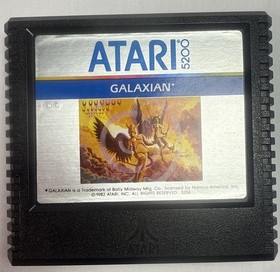 ATARI 5200
GALAXIAN*
*GALAXIAN is a Trademark of Bally Midway Mfg. Co., licensed by Namco-America, Inc.
© 1982 ATARI, INC. ALL RIGHTS RESERVED.
ATARI